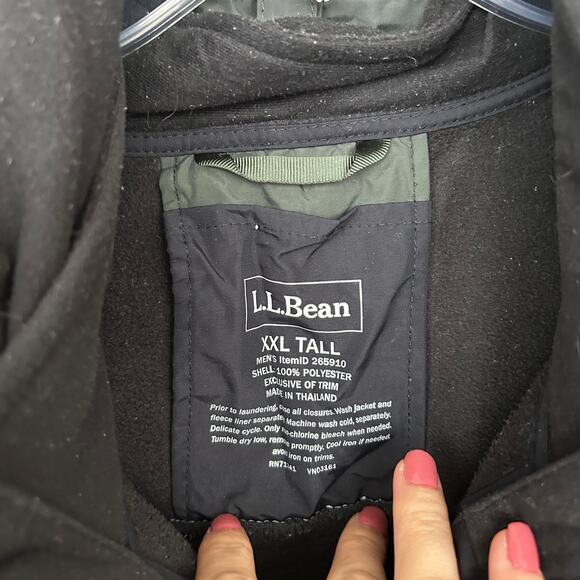 L.L.Bean
XXL TALL
MEN'S ItemID 265910
SHELL: 100% POLYESTER
EXCLUSIVE OF TRIM
MADE IN THAILAND
Prior to laundering, close all closures. Wash jacket and
fleece liner separately. Machine wash cold, separately.
Delicate cycle. Only non-chlorine bleach when needed.
Tumble dry low, remove promptly. Cool iron if needed,
avoid iron on trims.
VN03161